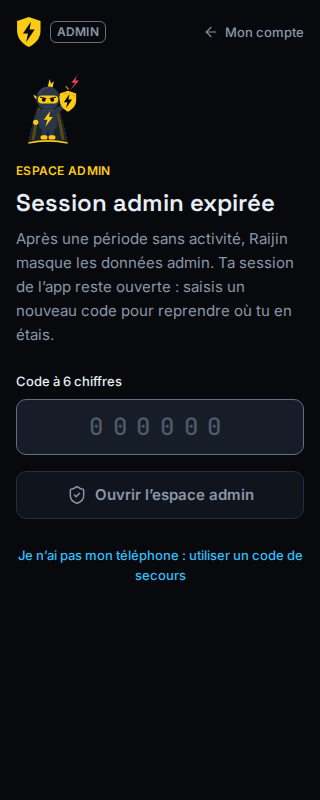 ADMIN
← Mon compte
ESPACE ADMIN
Session admin expirée
Après une période sans activité, Raijin
masque les données admin. Ta session
de l’app reste ouverte : saisis un
nouveau code pour reprendre où tu en
étais.
Code à 6 chiffres
000000
Ouvrir l’espace admin
Je n’ai pas mon téléphone : utiliser un code de
secours